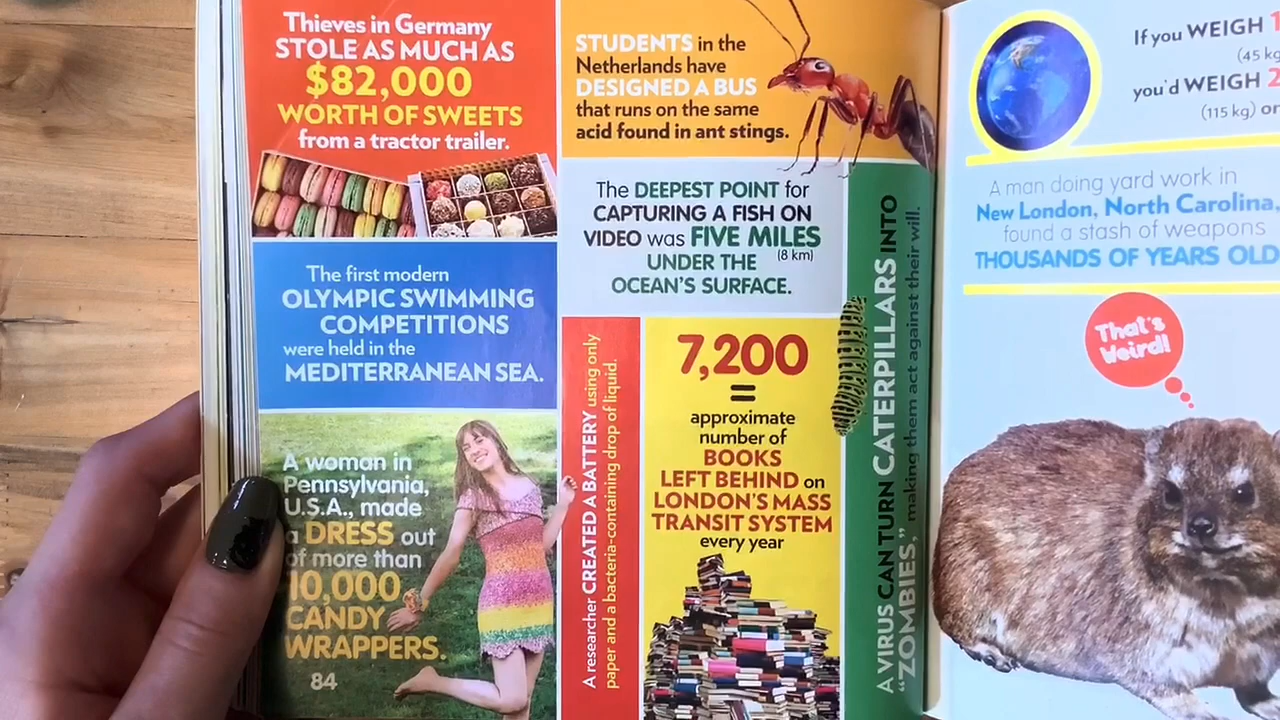 Thieves in Germany
STOLE AS MUCH AS
$82,000
WORTH OF SWEETS
from a tractor trailer.
The first modern
OLYMPIC SWIMMING
COMPETITIONS
were held in the
MEDITERRANEAN SEA.
A woman in
Pennsylvania,
U.S.A., made
a DRESS out
of more than
10,000
CANDY
WRAPPERS.
84
STUDENTS in the
Netherlands have
DESIGNED A BUS
that runs on the same
acid found in ant stings.
The DEEPEST POINT for
CAPTURING A FISH ON
VIDEO was FIVE MILES
(8 km)
UNDER THE
OCEAN'S SURFACE.
A researcher CREATED A BATTERY using only
paper and a bacteria-containing drop of liquid.
7,200
=
approximate
number of
BOOKS
LEFT BEHIND on
LONDON'S MASS
TRANSIT SYSTEM
every year
A VIRUS CAN TURN CATERPILLARS INTO
"ZOMBIES," making them act against their will.
If you WEIGH
(45 kg
you'd WEIGH
(115 kg) or
A man doing yard work in
New London, North Carolina,
found a stash of weapons
THOUSANDS OF YEARS OLD
That's
Weird!